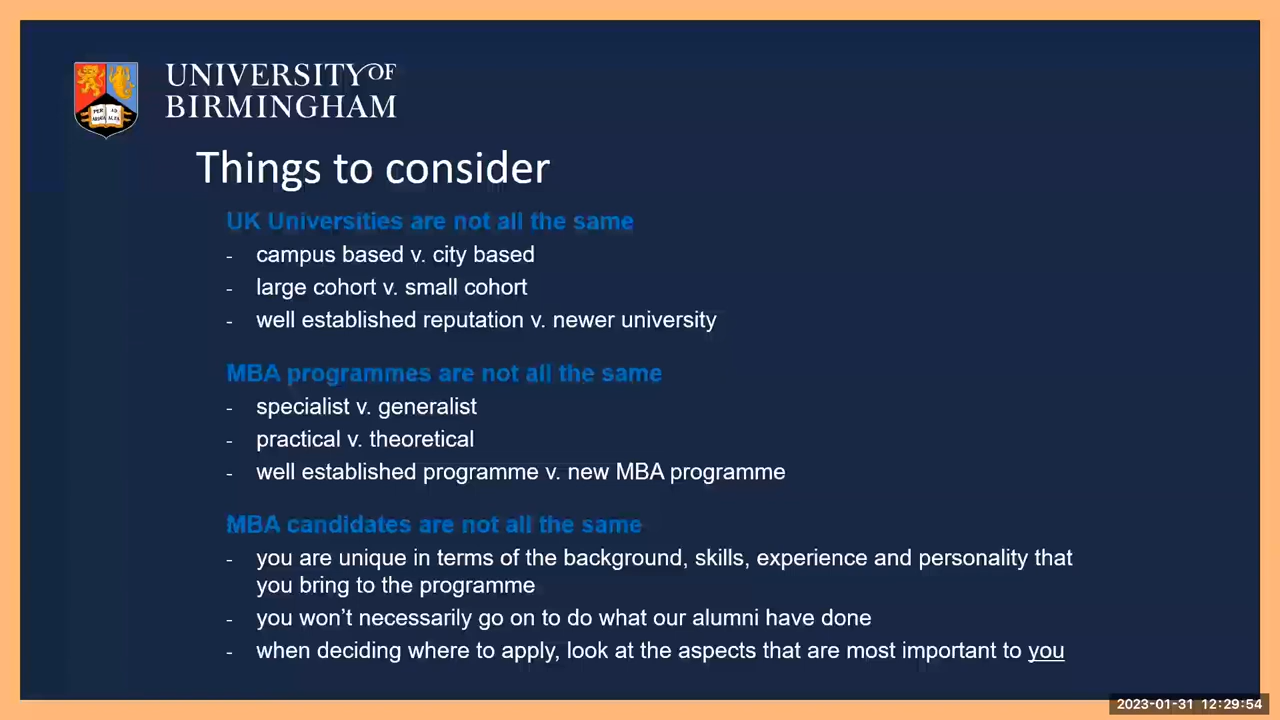 UNIVERSITY OF
BIRMINGHAM
Things to consider
UK Universities are not all the same
- campus based v. city based
- large cohort v. small cohort
- well established reputation v. newer university
MBA programmes are not all the same
- specialist v. generalist
- practical v. theoretical
- well established programme v. new MBA programme
MBA candidates are not all the same
- you are unique in terms of the background, skills, experience and personality that
you bring to the programme
- you won’t necessarily go on to do what our alumni have done
- when deciding where to apply, look at the aspects that are most important to you
2023-01-31 12:29:54